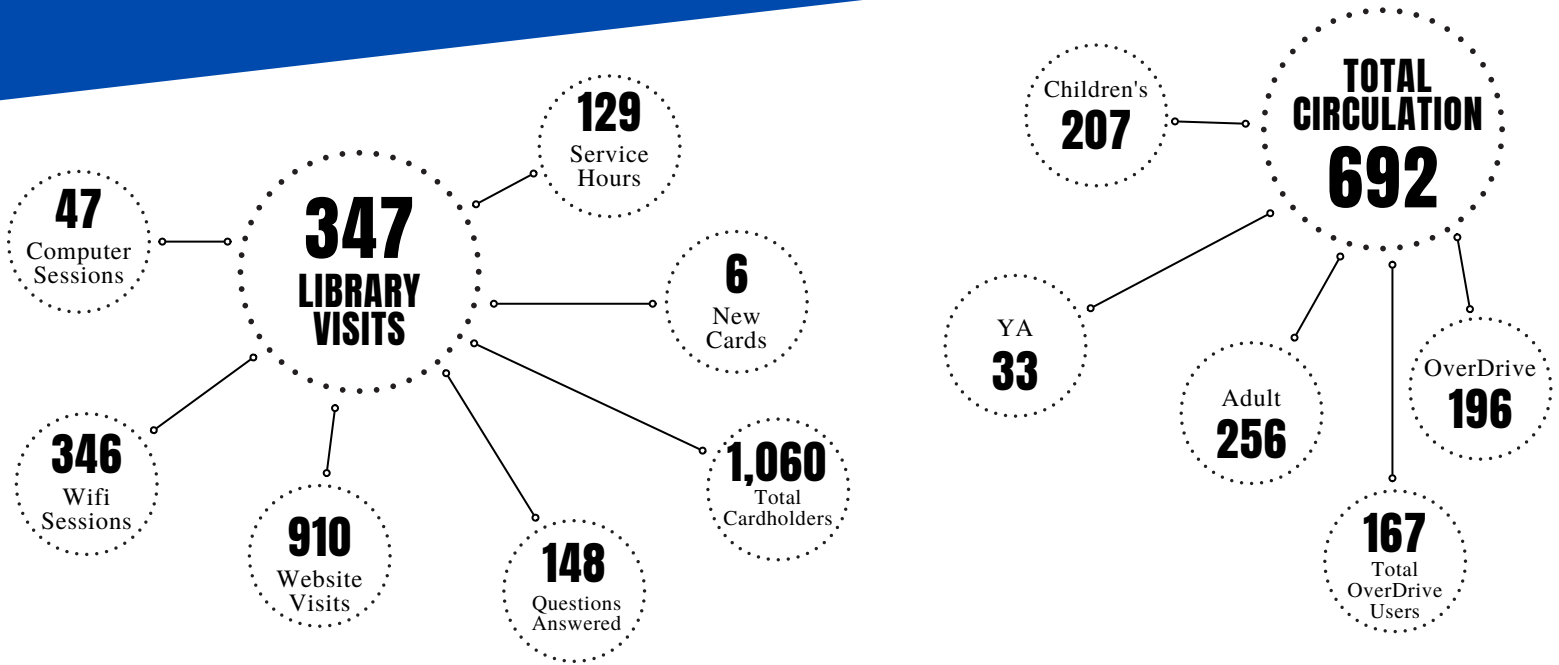 347
LIBRARY
VISITS
129
Service
Hours
47
Computer
Sessions
6
New
Cards
346
Wifi
Sessions
910
Website
Visits
148
Questions
Answered
1,060
Total
Cardholders
TOTAL
CIRCULATION
692
Children's
207
YA
33
Adult
256
OverDrive
196
167
Total
OverDrive
Users